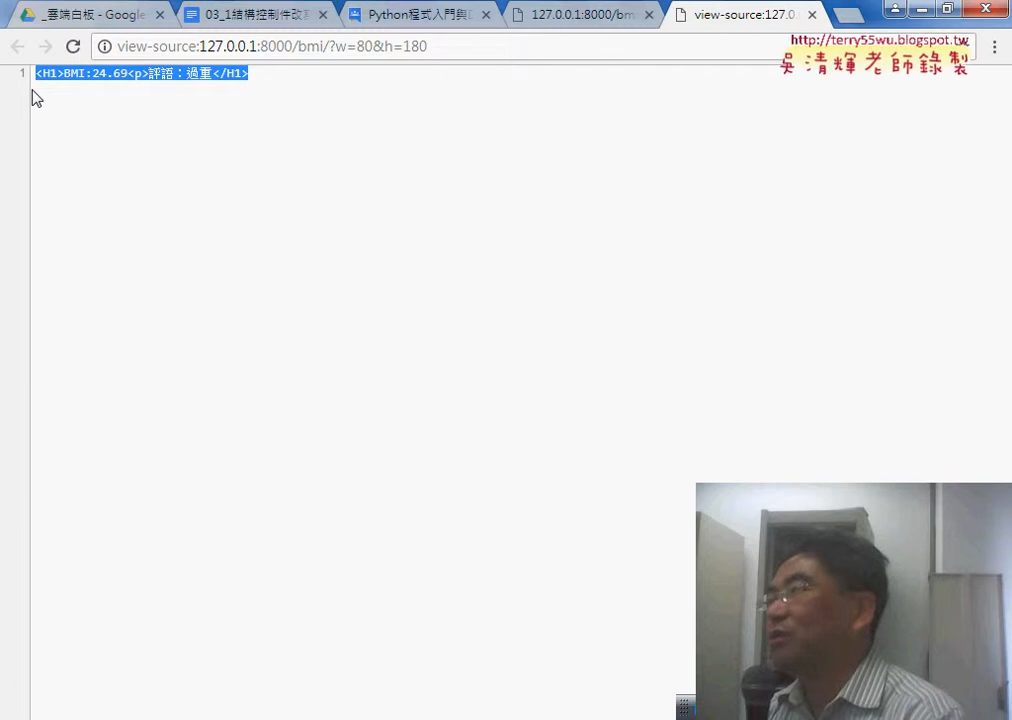 _雲端白板 - Google
03_1結構控制件改
Python程式入門與
127.0.0.1:8000/bm
view-source:127.0
view-source:127.0.0.1:8000/bmi/?w=80&h=180
http://terry55wu.blogspot.tw
吳清輝老師錄製
1
<H1>BMI:24.69<p>評語：過重</H1>